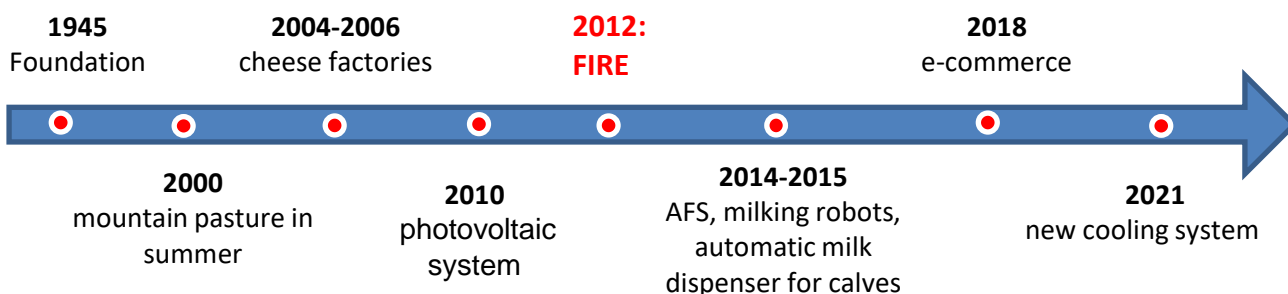 1945
Foundation
2000
mountain pasture in
summer
2004-2006
cheese factories
2010
photovoltaic
system
2012:
FIRE
2014-2015
AFS, milking robots,
automatic milk
dispenser for calves
2018
e-commerce
2021
new cooling system